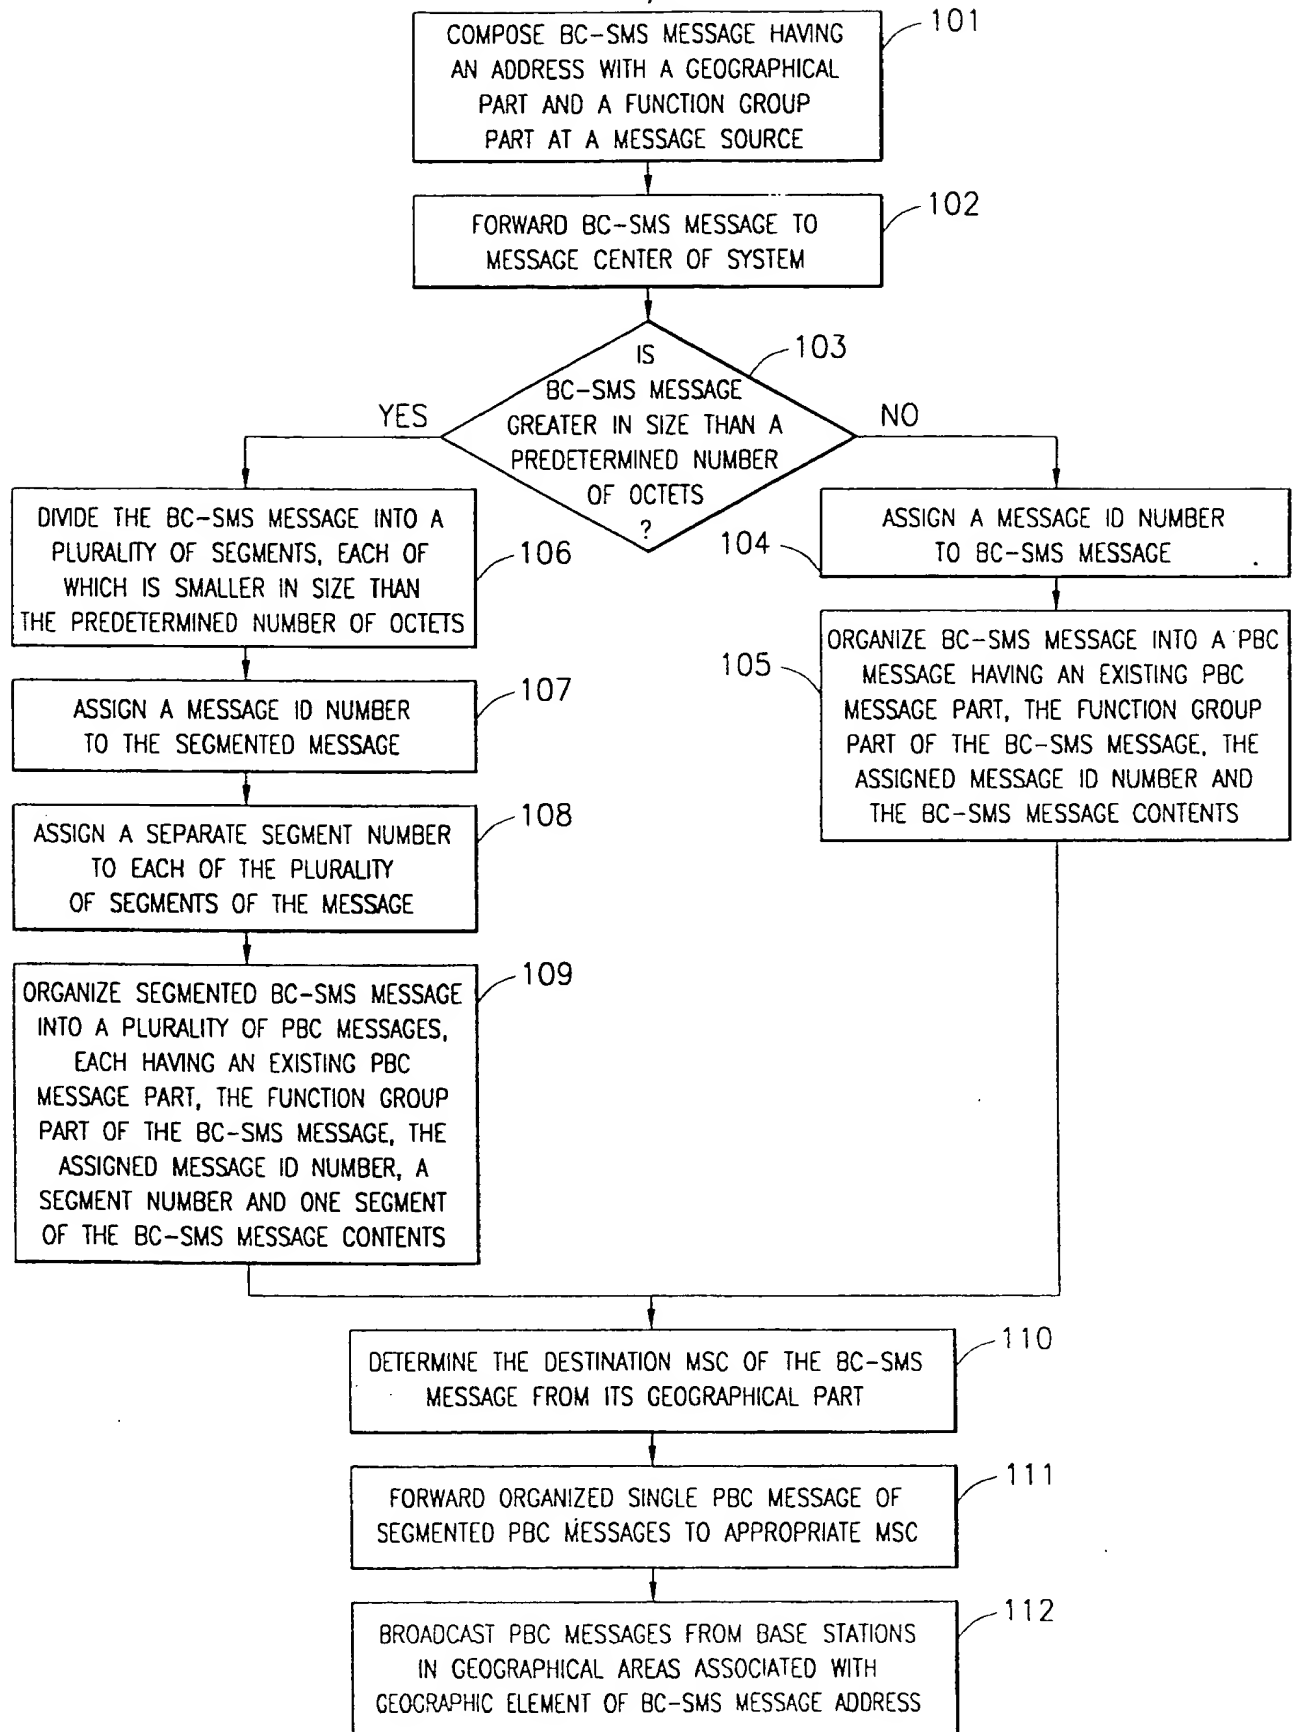 COMPOSE BC-SMS MESSAGE HAVING
AN ADDRESS WITH A GEOGRAPHICAL
PART AND A FUNCTION GROUP
PART AT A MESSAGE SOURCE
101
FORWARD BC-SMS MESSAGE TO
MESSAGE CENTER OF SYSTEM
102
IS
BC-SMS MESSAGE
GREATER IN SIZE THAN A
PREDETERMINED NUMBER
OF OCTETS
?
103
YES
NO
DIVIDE THE BC-SMS MESSAGE INTO A
PLURALITY OF SEGMENTS, EACH OF
WHICH IS SMALLER IN SIZE THAN
THE PREDETERMINED NUMBER OF OCTETS
106
ASSIGN A MESSAGE ID NUMBER
TO THE SEGMENTED MESSAGE
107
ASSIGN A SEPARATE SEGMENT NUMBER
TO EACH OF THE PLURALITY
OF SEGMENTS OF THE MESSAGE
108
ORGANIZE SEGMENTED BC-SMS MESSAGE
INTO A PLURALITY OF PBC MESSAGES,
EACH HAVING AN EXISTING PBC
MESSAGE PART, THE FUNCTION GROUP
PART OF THE BC-SMS MESSAGE, THE
ASSIGNED MESSAGE ID NUMBER, A
SEGMENT NUMBER AND ONE SEGMENT
OF THE BC-SMS MESSAGE CONTENTS
109
ASSIGN A MESSAGE ID NUMBER
TO BC-SMS MESSAGE
104
ORGANIZE BC-SMS MESSAGE INTO A PBC
MESSAGE HAVING AN EXISTING PBC
MESSAGE PART, THE FUNCTION GROUP
PART OF THE BC-SMS MESSAGE, THE
ASSIGNED MESSAGE ID NUMBER AND
THE BC-SMS MESSAGE CONTENTS
105
DETERMINE THE DESTINATION MSC OF THE BC-SMS
MESSAGE FROM ITS GEOGRAPHICAL PART
110
FORWARD ORGANIZED SINGLE PBC MESSAGE OF
SEGMENTED PBC MESSAGES TO APPROPRIATE MSC
111
BROADCAST PBC MESSAGES FROM BASE STATIONS
IN GEOGRAPHICAL AREAS ASSOCIATED WITH
GEOGRAPHIC ELEMENT OF BC-SMS MESSAGE ADDRESS
112